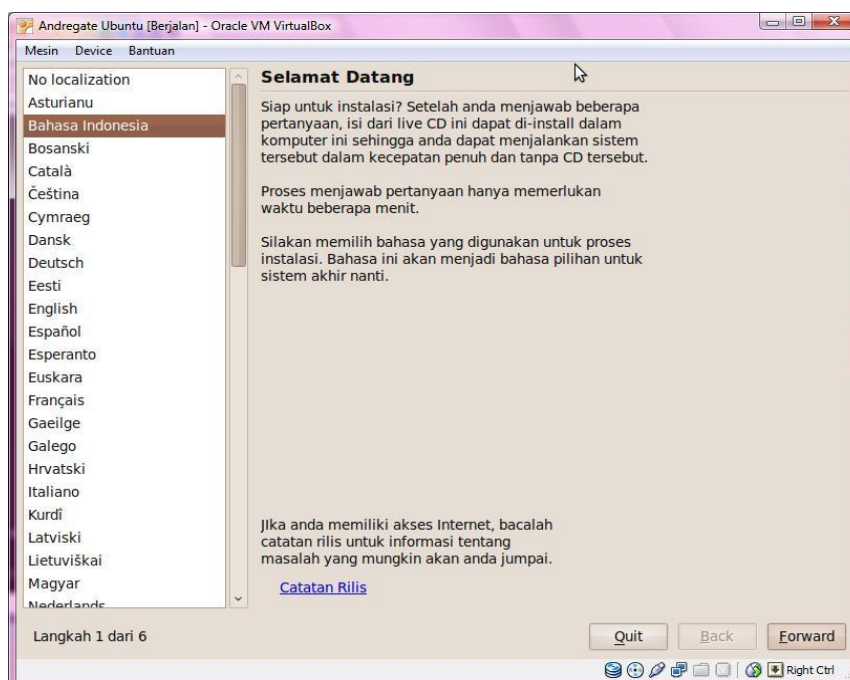 Andregate Ubuntu [Berjalan] - Oracle VM VirtualBox
Mesin Device Bantuan
No localization
Asturianu
Bahasa Indonesia
Bosanski
Català
Čeština
Cymraeg
Dansk
Deutsch
Eesti
English
Español
Esperanto
Euskara
Français
Gaeilge
Galego
Hrvatski
Italiano
Kurdî
Latviski
Lietuviškai
Magyar
Nederlands
Selamat Datang
Siap untuk instalasi? Setelah anda menjawab beberapa
pertanyaan, isi dari live CD ini dapat di-install dalam
komputer ini sehingga anda dapat menjalankan sistem
tersebut dalam kecepatan penuh dan tanpa CD tersebut.
Proses menjawab pertanyaan hanya memerlukan
waktu beberapa menit.
Silakan memilih bahasa yang digunakan untuk proses
instalasi. Bahasa ini akan menjadi bahasa pilihan untuk
sistem akhir nanti.
JIka anda memiliki akses Internet, bacalah
catatan rilis untuk informasi tentang
masalah yang mungkin akan anda jumpai.
Catatan Rilis
Langkah 1 dari 6
Quit Back Forward
Right Ctrl